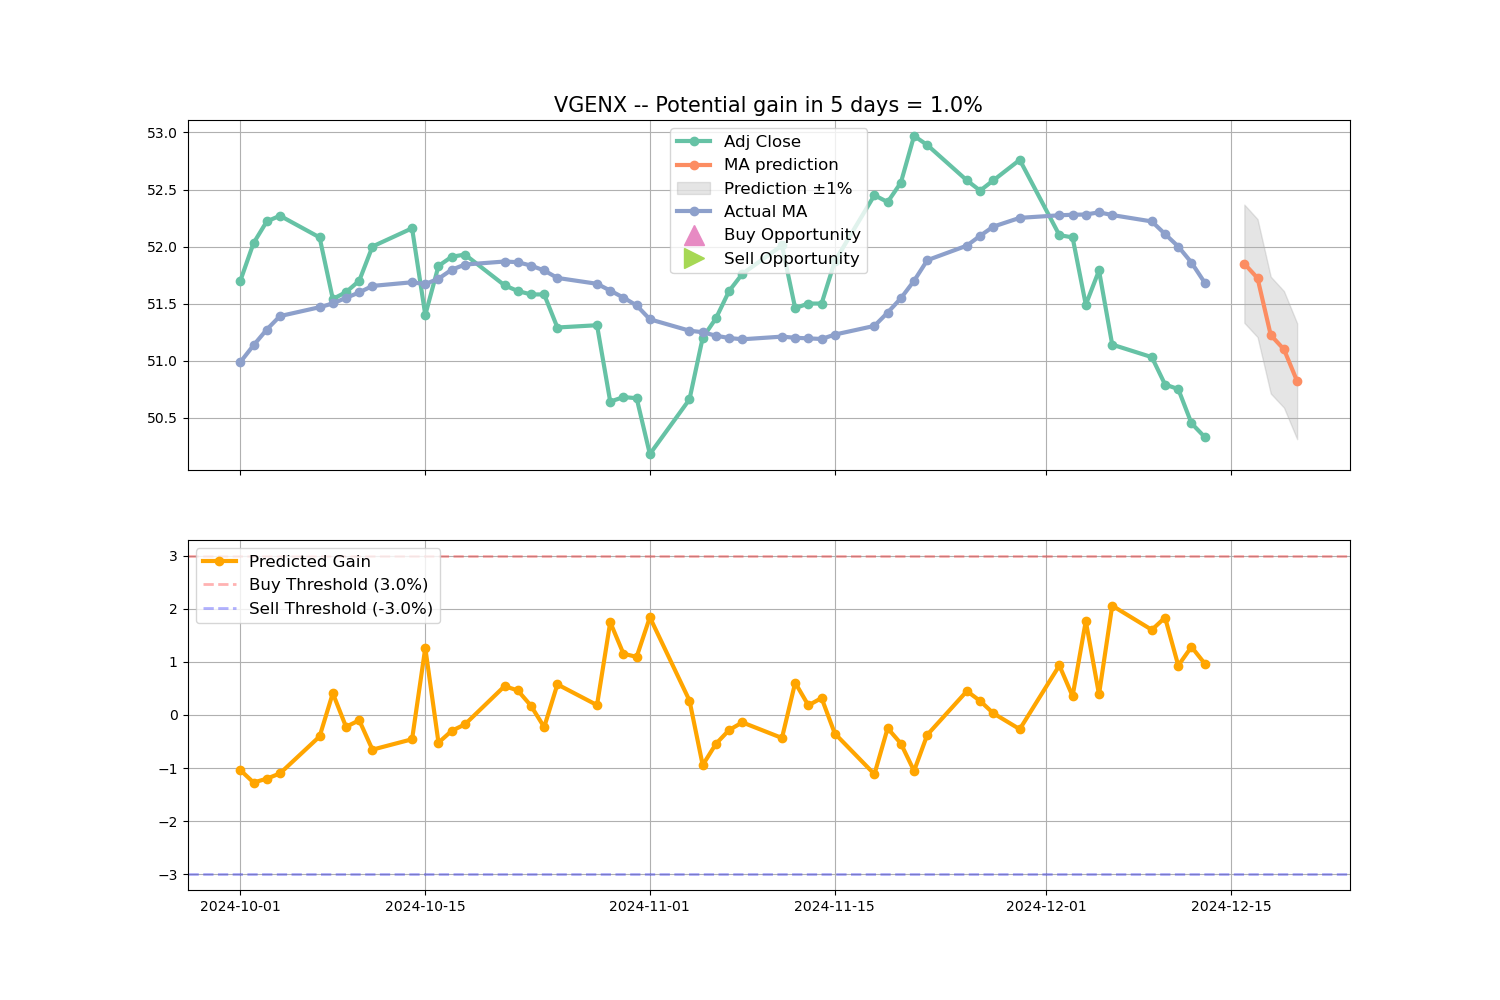 VGENX -- Potential gain in 5 days = 1.0%
53.0
52.5
52.0
51.5
51.0
50.5
Adj Close
MA prediction
Prediction ±1%
Actual MA
Buy Opportunity
Sell Opportunity
3
2
1
0
−1
−2
−3
Predicted Gain
Buy Threshold (3.0%)
Sell Threshold (-3.0%)
2024-10-01 2024-10-15 2024-11-01 2024-11-15 2024-12-01 2024-12-15